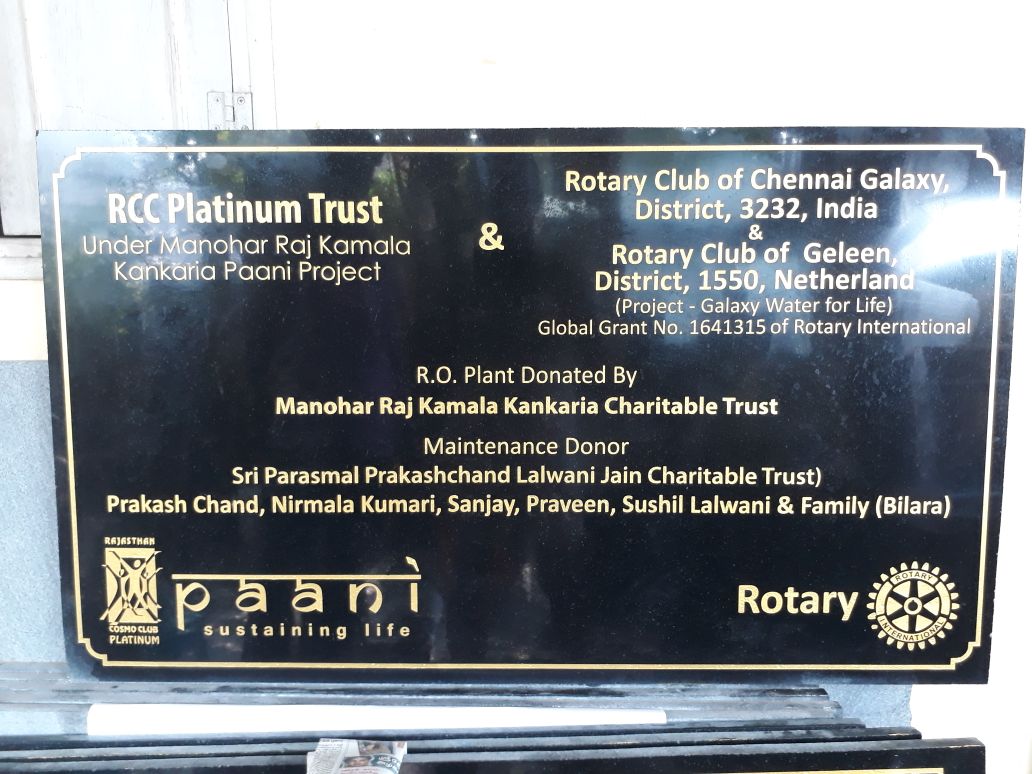 RCC Platinum Trust
Under Manohar Raj Kamala
Kankaria Paani Project
&
Rotary Club of Chennai Galaxy,
District, 3232, India
&
Rotary Club of Geleen,
District, 1550, Netherland
(Project - Galaxy Water for Life)
Global Grant No. 1641315 of Rotary International
R.O. Plant Donated By
Manohar Raj Kamala Kankaria Charitable Trust
Maintenance Donor
Sri Parasmal Prakashchand Lalwani Jain Charitable Trust)
Prakash Chand, Nirmala Kumari, Sanjay, Praveen, Sushil Lalwani & Family (Bilara)
RAJASTHAN
COSMO CLUB
PLATINUM
paani
sustaining life
Rotary
ROTARY
INTERNATIONAL